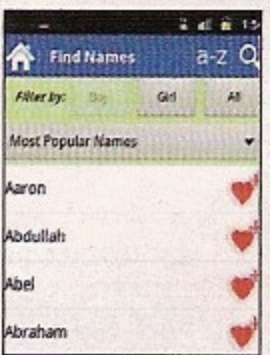 Find Names a-z
Filter by: Boy Girl All
Most Popular Names
Aaron
Abdullah
Abel
Abraham